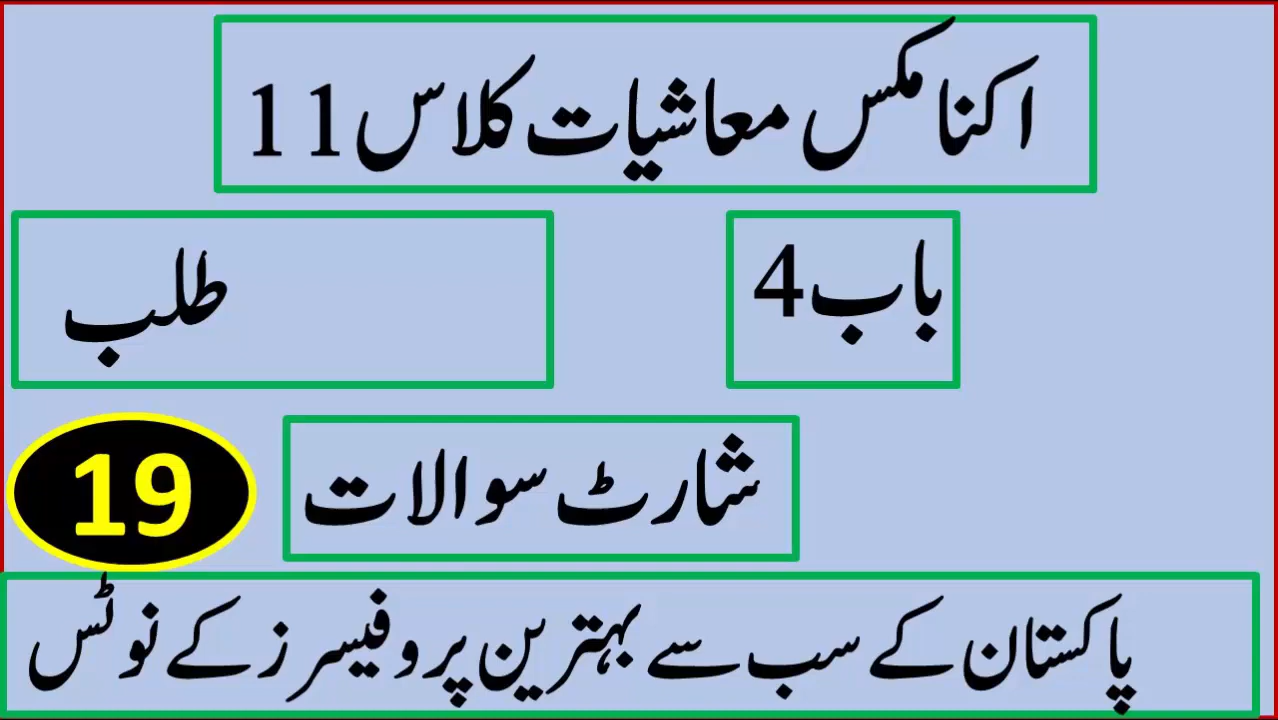 اکنامکس معاشیات کلاس 11
باب 4
طلب
شارٹ سوالات
19
پاکستان کے سب سے بہترین پروفیسرز کے نوٹس